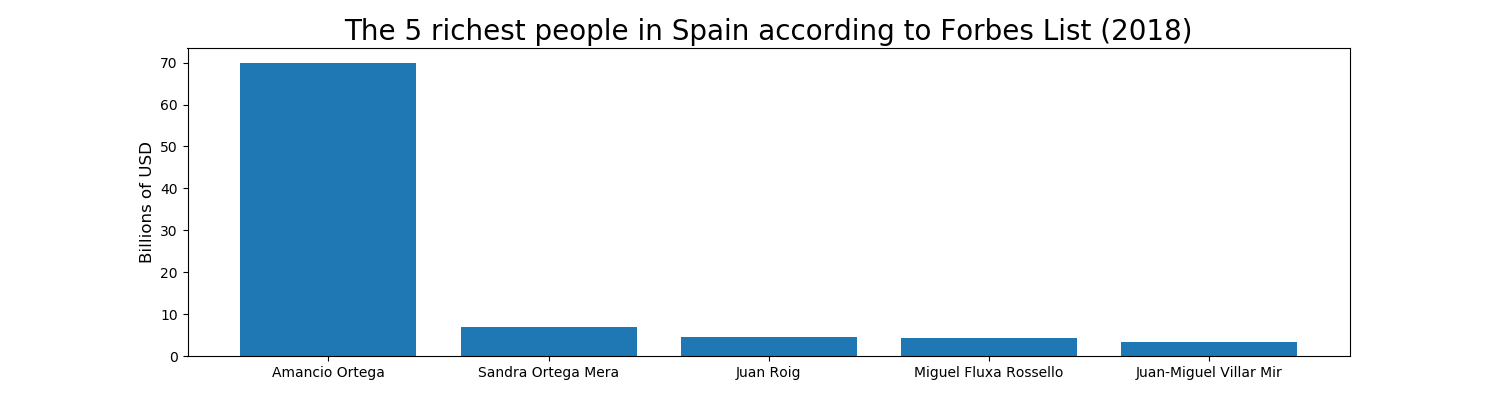 The 5 richest people in Spain according to Forbes List (2018)
Billions of USD
70
60
50
40
30
20
10
0
Amancio Ortega Sandra Ortega Mera Juan Roig Miguel Fluxa Rossello Juan-Miguel Villar Mir